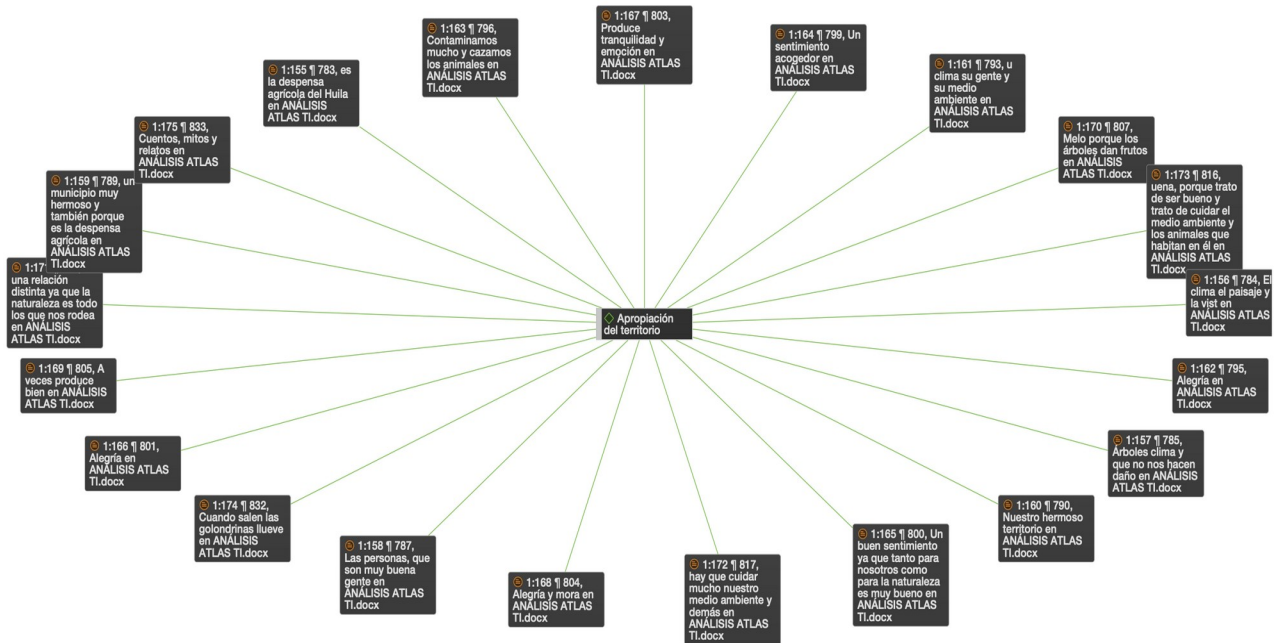 1:167 ¶ 803,
Produce
tranquilidad y
emoción en
ANÁLISIS ATLAS
TI.docx
1:163 ¶ 796,
Contaminamos
mucho y cazamos
los animales en
ANÁLISIS ATLAS
TI.docx
1:164 ¶ 799, Un
sentimiento
acogedor en
ANÁLISIS ATLAS
TI.docx
1:155 ¶ 783, es
la despensa
agrícola del Huila
en ANÁLISIS
ATLAS TI.docx
1:161 ¶ 793, u
clima su gente y
su medio
ambiente en
ANÁLISIS ATLAS
TI.docx
1:175 ¶ 833,
Cuentos, mitos y
relatos en
ANÁLISIS ATLAS
TI.docx
1:170 ¶ 807,
Melo porque los
árboles dan frutos
en ANÁLISIS
ATLAS TI.docx
1:159 ¶ 789, un
municipio muy
hermoso y
también porque
es la despensa
agrícola en
ANÁLISIS ATLAS
TI.docx
1:173 ¶ 816,
uena, porque trato
de ser bueno y
trato de cuidar el
medio ambiente y
los animales que
habitan en él en
ANÁLISIS ATLAS
TI.docx
una relación
distinta ya que la
naturaleza es todo
los que nos rodea
en ANÁLISIS
ATLAS TI.docx
1:156 ¶ 784, El
clima el paisaje y
la vist en
ANÁLISIS ATLAS
TI.docx
Apropiación
del territorio
1:169 ¶ 805, A
veces produce
bien en ANÁLISIS
ATLAS TI.docx
1:162 ¶ 795,
Alegría en
ANÁLISIS ATLAS
TI.docx
1:166 ¶ 801,
Alegría en
ANÁLISIS ATLAS
TI.docx
1:157 ¶ 785,
Árboles clima y
que no nos hacen
daño en ANÁLISIS
ATLAS TI.docx
1:174 ¶ 832,
Cuando salen las
golondrinas llueve
en ANÁLISIS
ATLAS TI.docx
1:160 ¶ 790,
Nuestro hermoso
territorio en
ANÁLISIS ATLAS
TI.docx
1:158 ¶ 787,
Las personas, que
son muy buena
gente en
ANÁLISIS ATLAS
TI.docx
1:165 ¶ 800, Un
buen sentimiento
ya que tanto para
nosotros como
para la naturaleza
es muy bueno en
ANÁLISIS ATLAS
TI.docx
1:168 ¶ 804,
Alegría y mora en
ANÁLISIS ATLAS
TI.docx
1:172 ¶ 817,
hay que cuidar
mucho nuestro
medio ambiente y
demás en
ANÁLISIS ATLAS
TI.docx